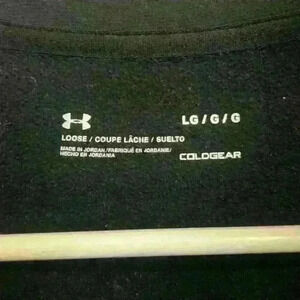 LG / G / G
LOOSE / COUPE LÂCHE / SUELTO
MADE IN JORDAN / FABRIQUÉ EN JORDANIE /
HECHO EN JORDANIA
COLDGEAR